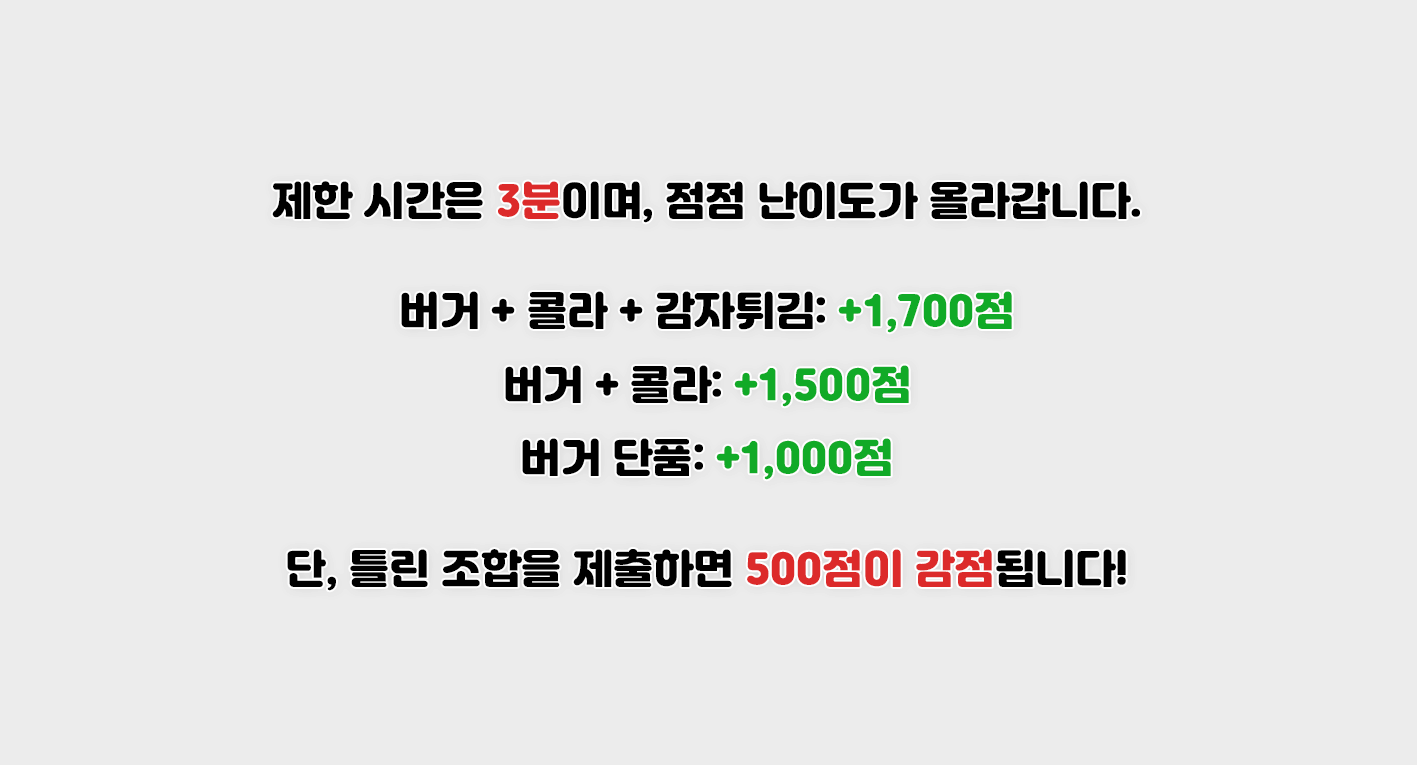 제한 시간은 3분이며, 점점 난이도가 올라갑니다.
버거 + 콜라 + 감자튀김: +1,700점
버거 + 콜라: +1,500점
버거 단품: +1,000점
단, 틀린 조합을 제출하면 500점이 감점됩니다!